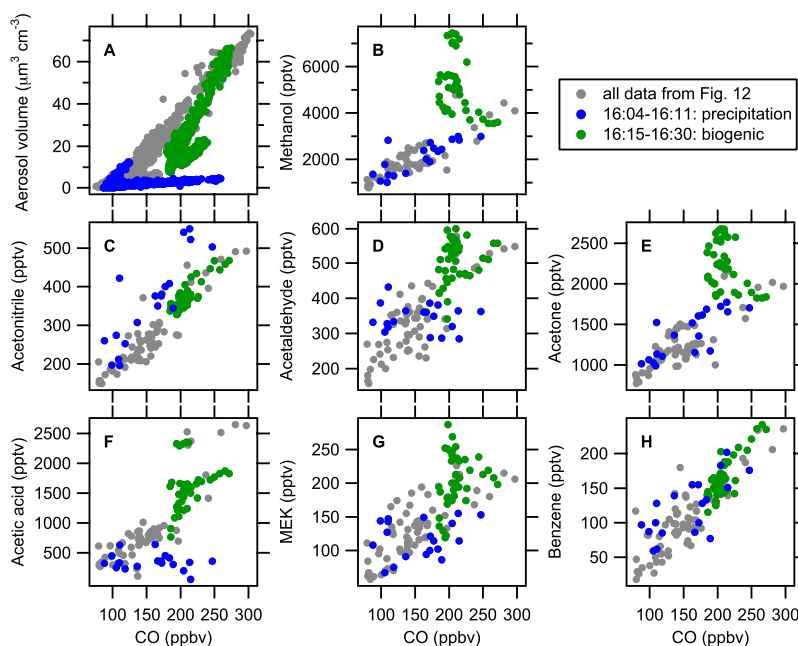 A
Aerosol volume (μm³ cm⁻³)
60
40
20
0
B
Methanol (pptv)
6000
4000
2000
all data from Fig. 12
16:04-16:11: precipitation
16:15-16:30: biogenic
C
Acetonitrile (pptv)
500
400
300
200
D
Acetaldehyde (pptv)
600
500
400
300
200
E
Acetone (pptv)
2500
2000
1500
1000
F
Acetic acid (pptv)
2500
2000
1500
1000
500
100 150 200 250 300
CO (ppbv)
G
MEK (pptv)
250
200
150
100
100 150 200 250 300
CO (ppbv)
H
Benzene (pptv)
200
150
100
50
100 150 200 250 300
CO (ppbv)